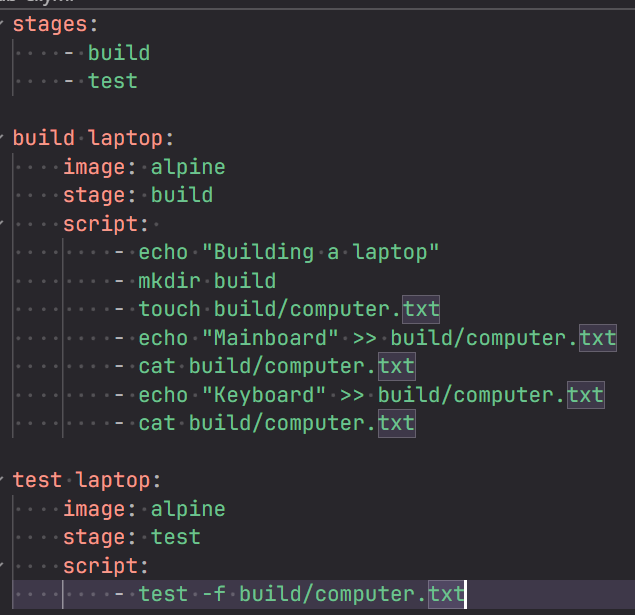 stages:
    - build
    - test
build laptop:
    image: alpine
    stage: build
    script:
        - echo "Building a laptop"
        - mkdir build
        - touch build/computer.txt
        - echo "Mainboard" >> build/computer.txt
        - cat build/computer.txt
        - echo "Keyboard" >> build/computer.txt
        - cat build/computer.txt
test laptop:
    image: alpine
    stage: test
    script:
        - test -f build/computer.txt